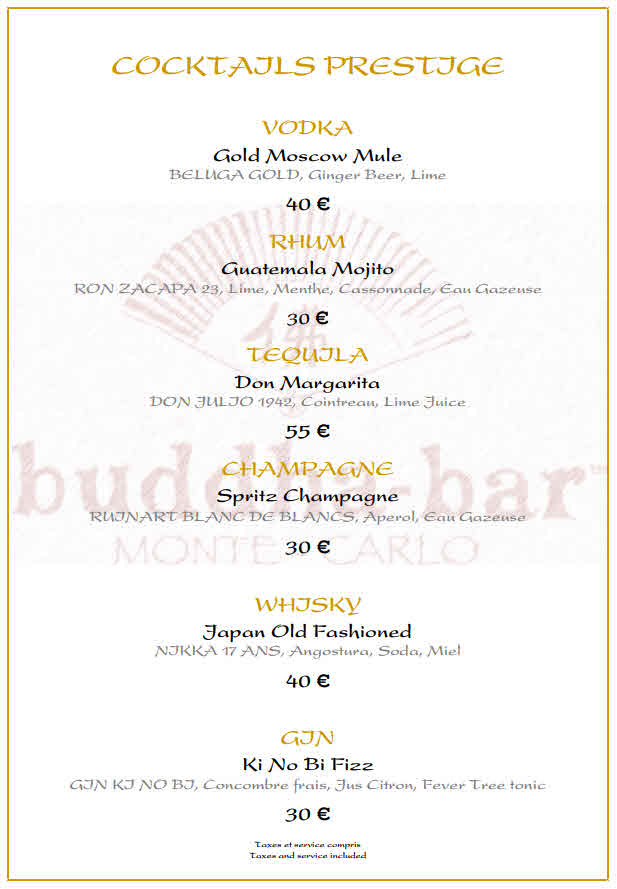 COCKTAILS PRESTIGE
VODKA
Gold Moscow Mule
BELUGA GOLD, Ginger Beer, Lime
40 €
RHUM
Guatemala Mojito
RON ZACAPA 23, Lime, Menthe, Cassonnade, Eau Gazeuse
30 €
TEQUILA
Don Margarita
DON JULIO 1942, Cointreau, Lime Juice
55 €
CHAMPAGNE
buddha-bar™
Spritz Champagne
RUINART BLANC DE BLANCS, Aperol, Eau Gazeuse
MONTE-CARLO
30 €
WHISKY
Japan Old Fashioned
NIKKA 17 ANS, Angostura, Soda, Miel
40 €
GIN
Ki No Bi Fizz
GIN KI NO BI, Concombre frais, Jus Citron, Fever Tree tonic
30 €
Taxes et service compris
Taxes and service included